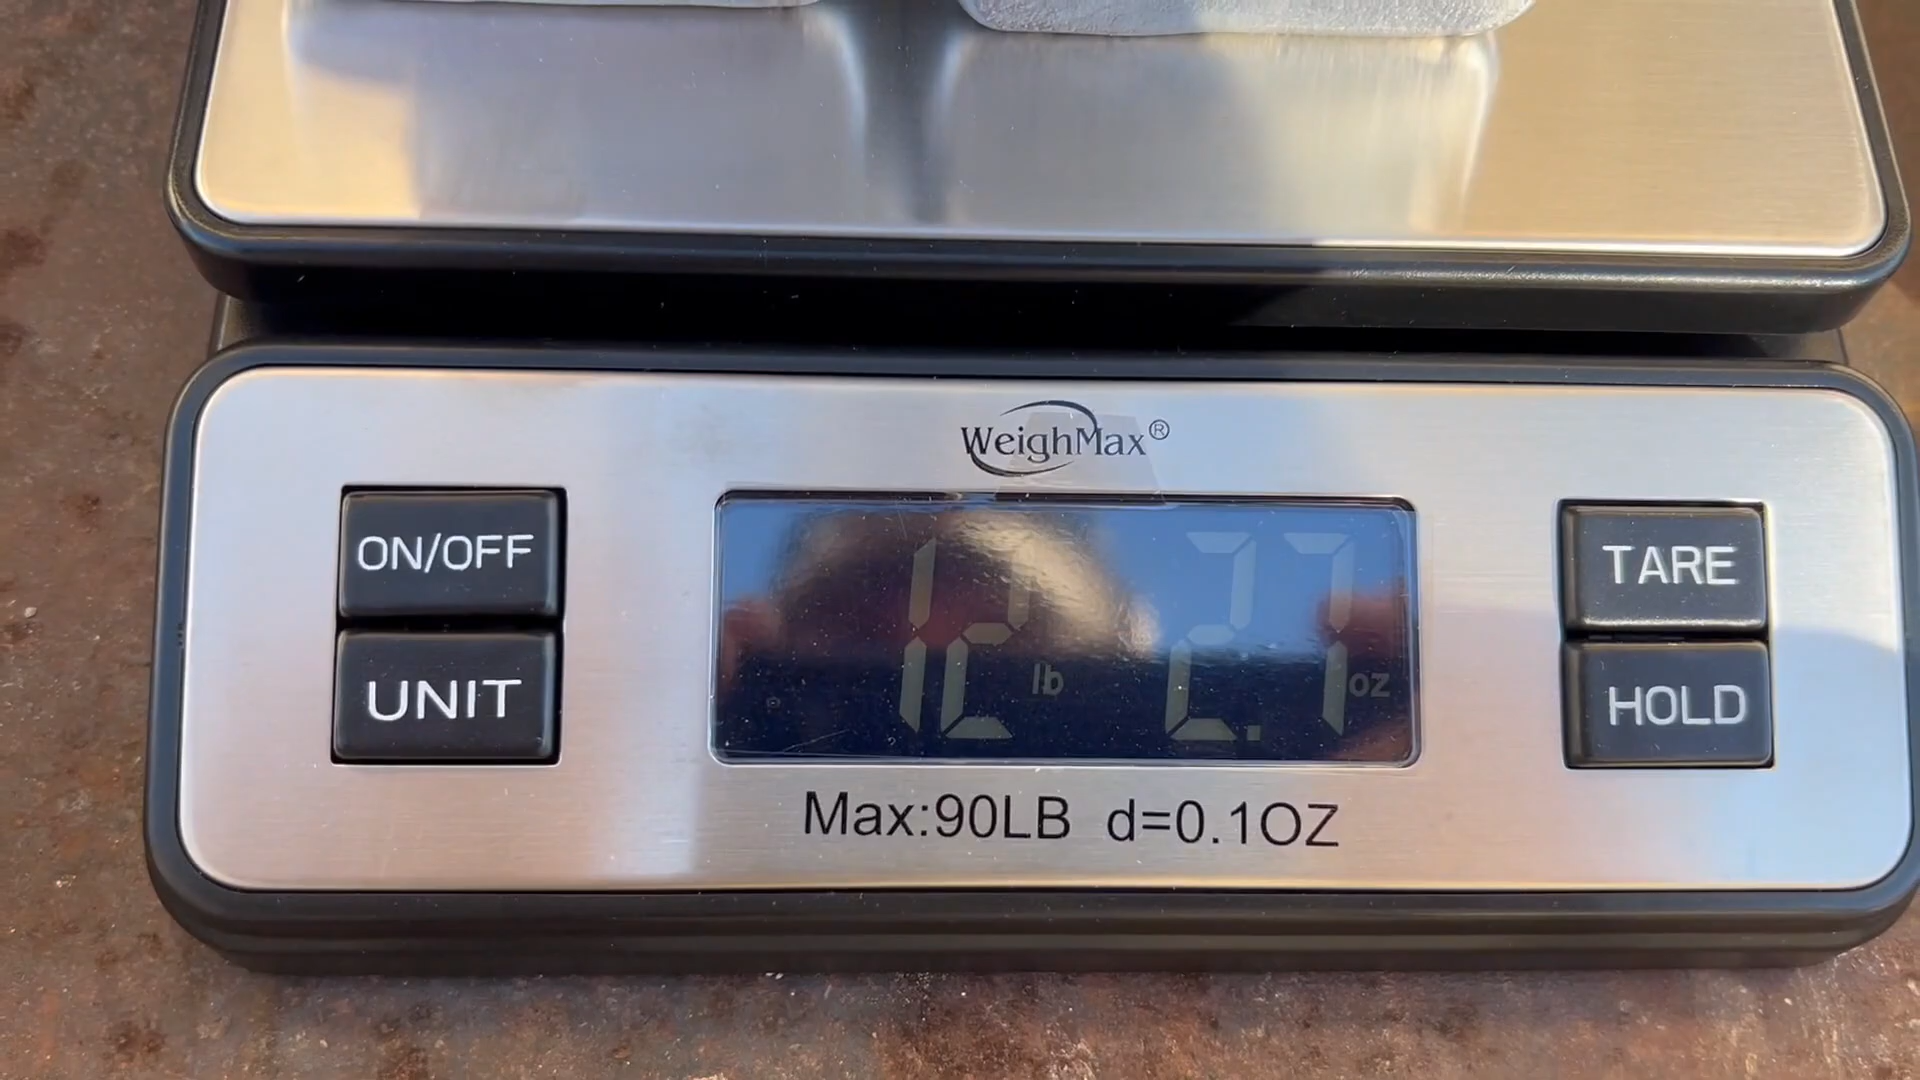 WeighMax®
ON/OFF
UNIT
12 lb 2.7 oz
TARE
HOLD
Max:90LB d=0.1OZ